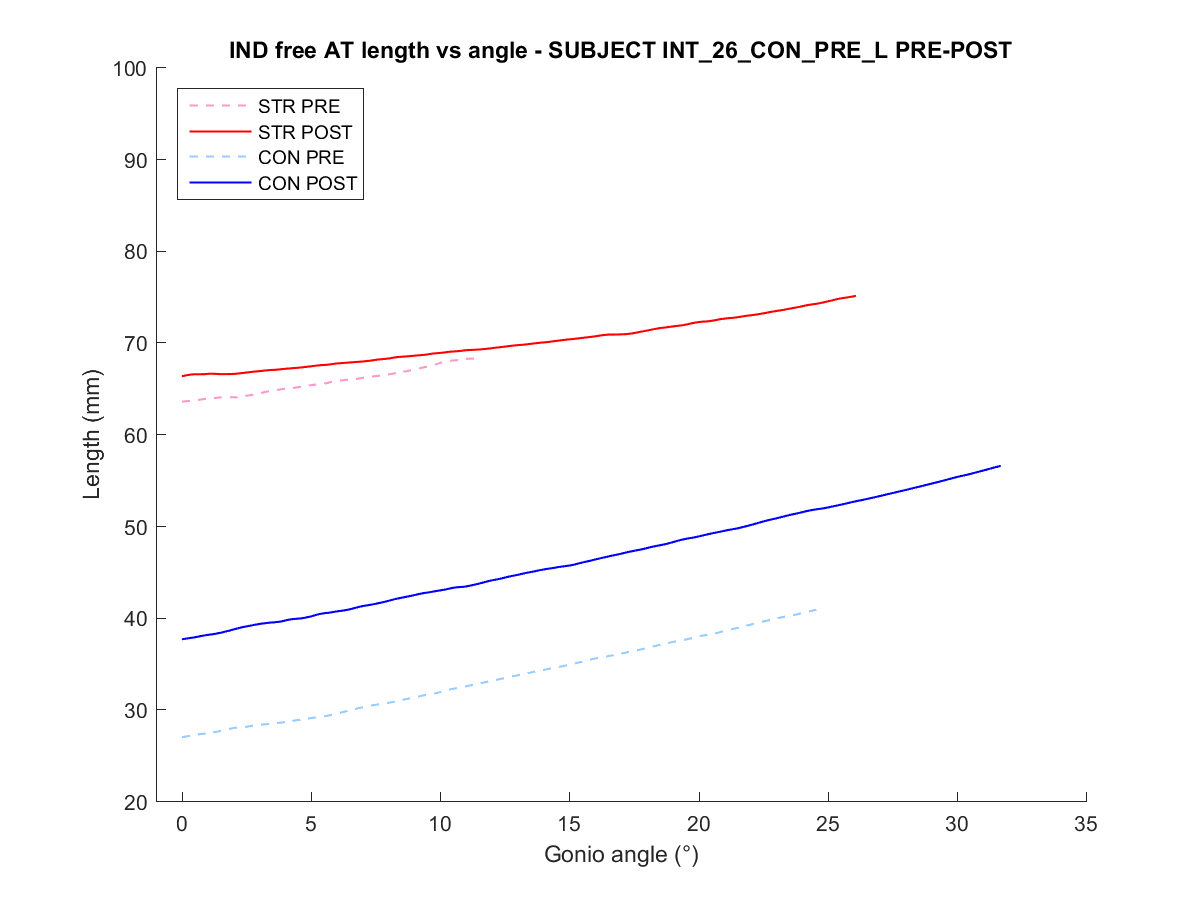 IND free AT length vs angle - SUBJECT INT_26_CON_PRE_L PRE-POST
100
90
80
70
60
50
40
30
20
Length (mm)
STR PRE
STR POST
CON PRE
CON POST
0 5 10 15 20 25 30 35
Gonio angle (°)